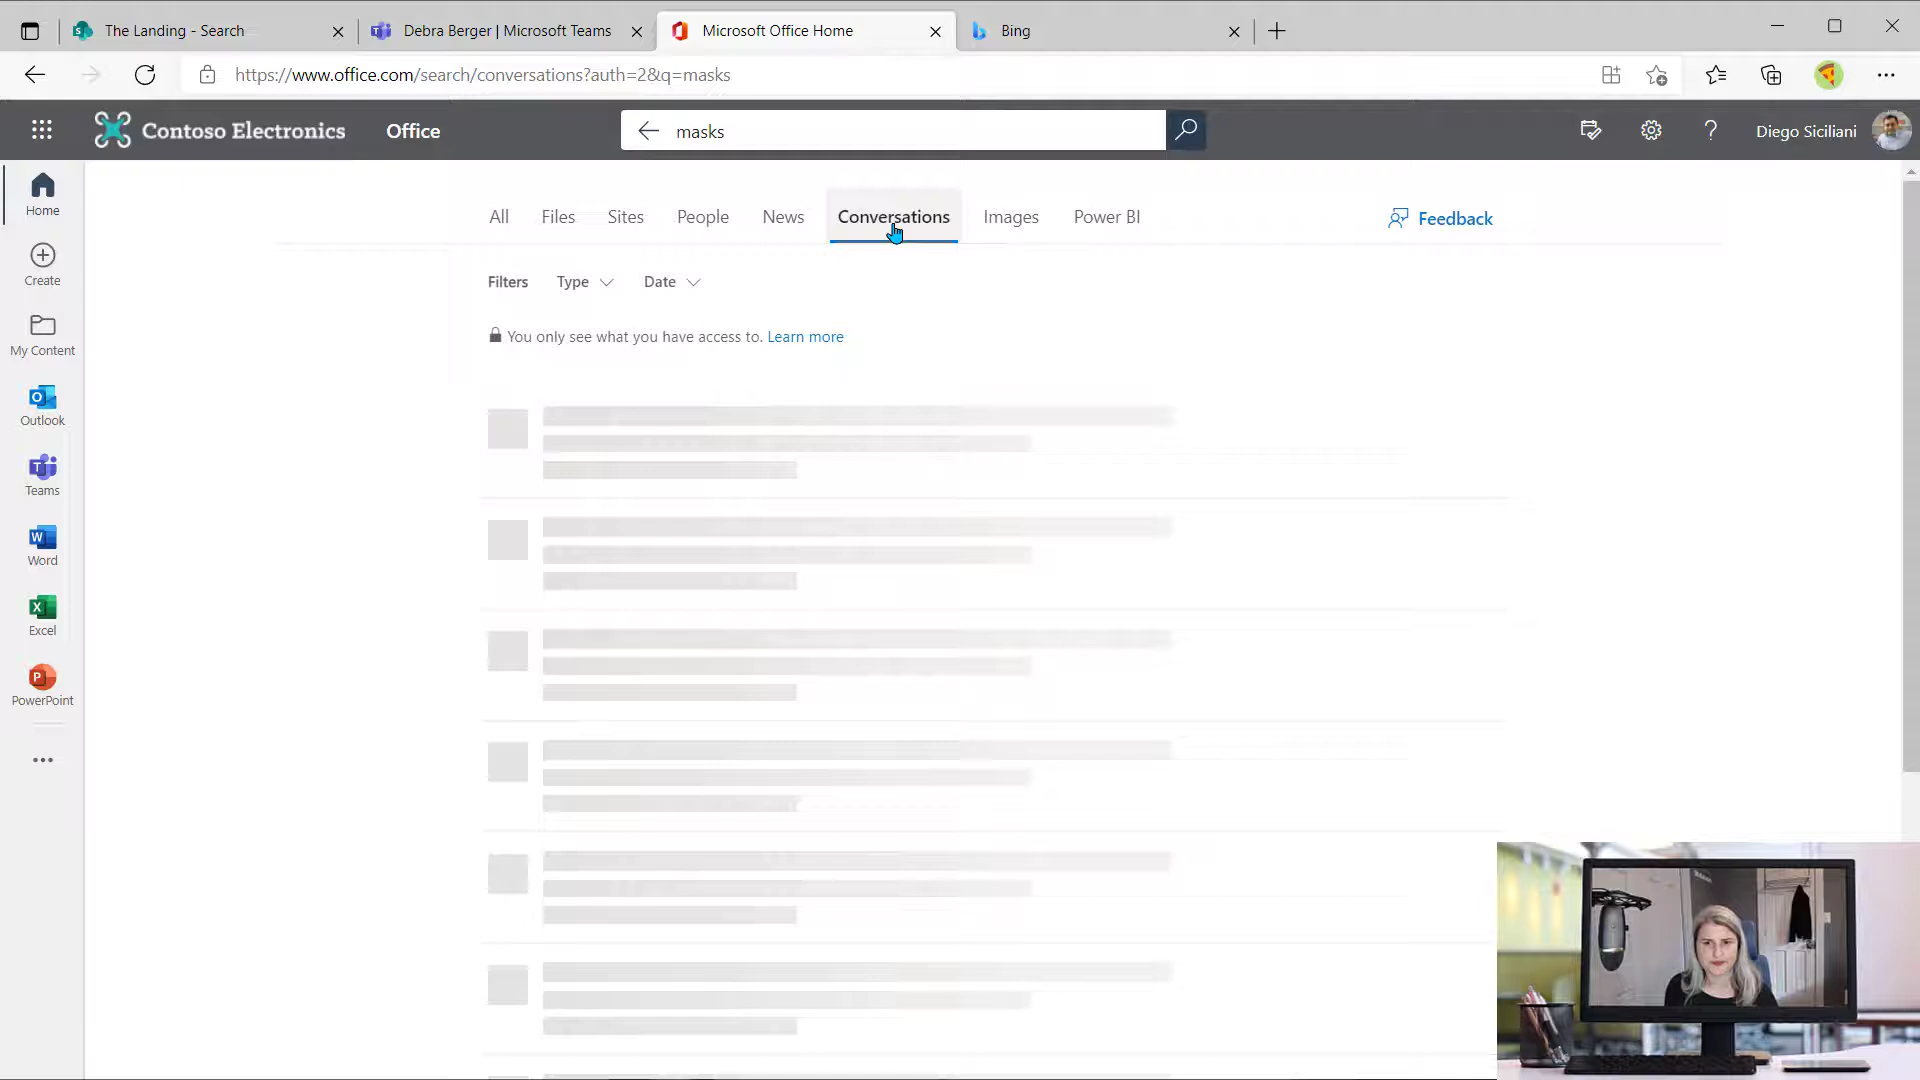 The Landing - Search
Debra Berger | Microsoft Teams
Microsoft Office Home
Bing
https://www.office.com/search/conversations?auth=2&q=masks
Contoso Electronics
Office
masks
Diego Siciliani
Home
Create
My Content
Outlook
Teams
Word
Excel
PowerPoint
All
Files
Sites
People
News
Conversations
Images
Power BI
Feedback
Filters
Type
Date
You only see what you have access to. Learn more